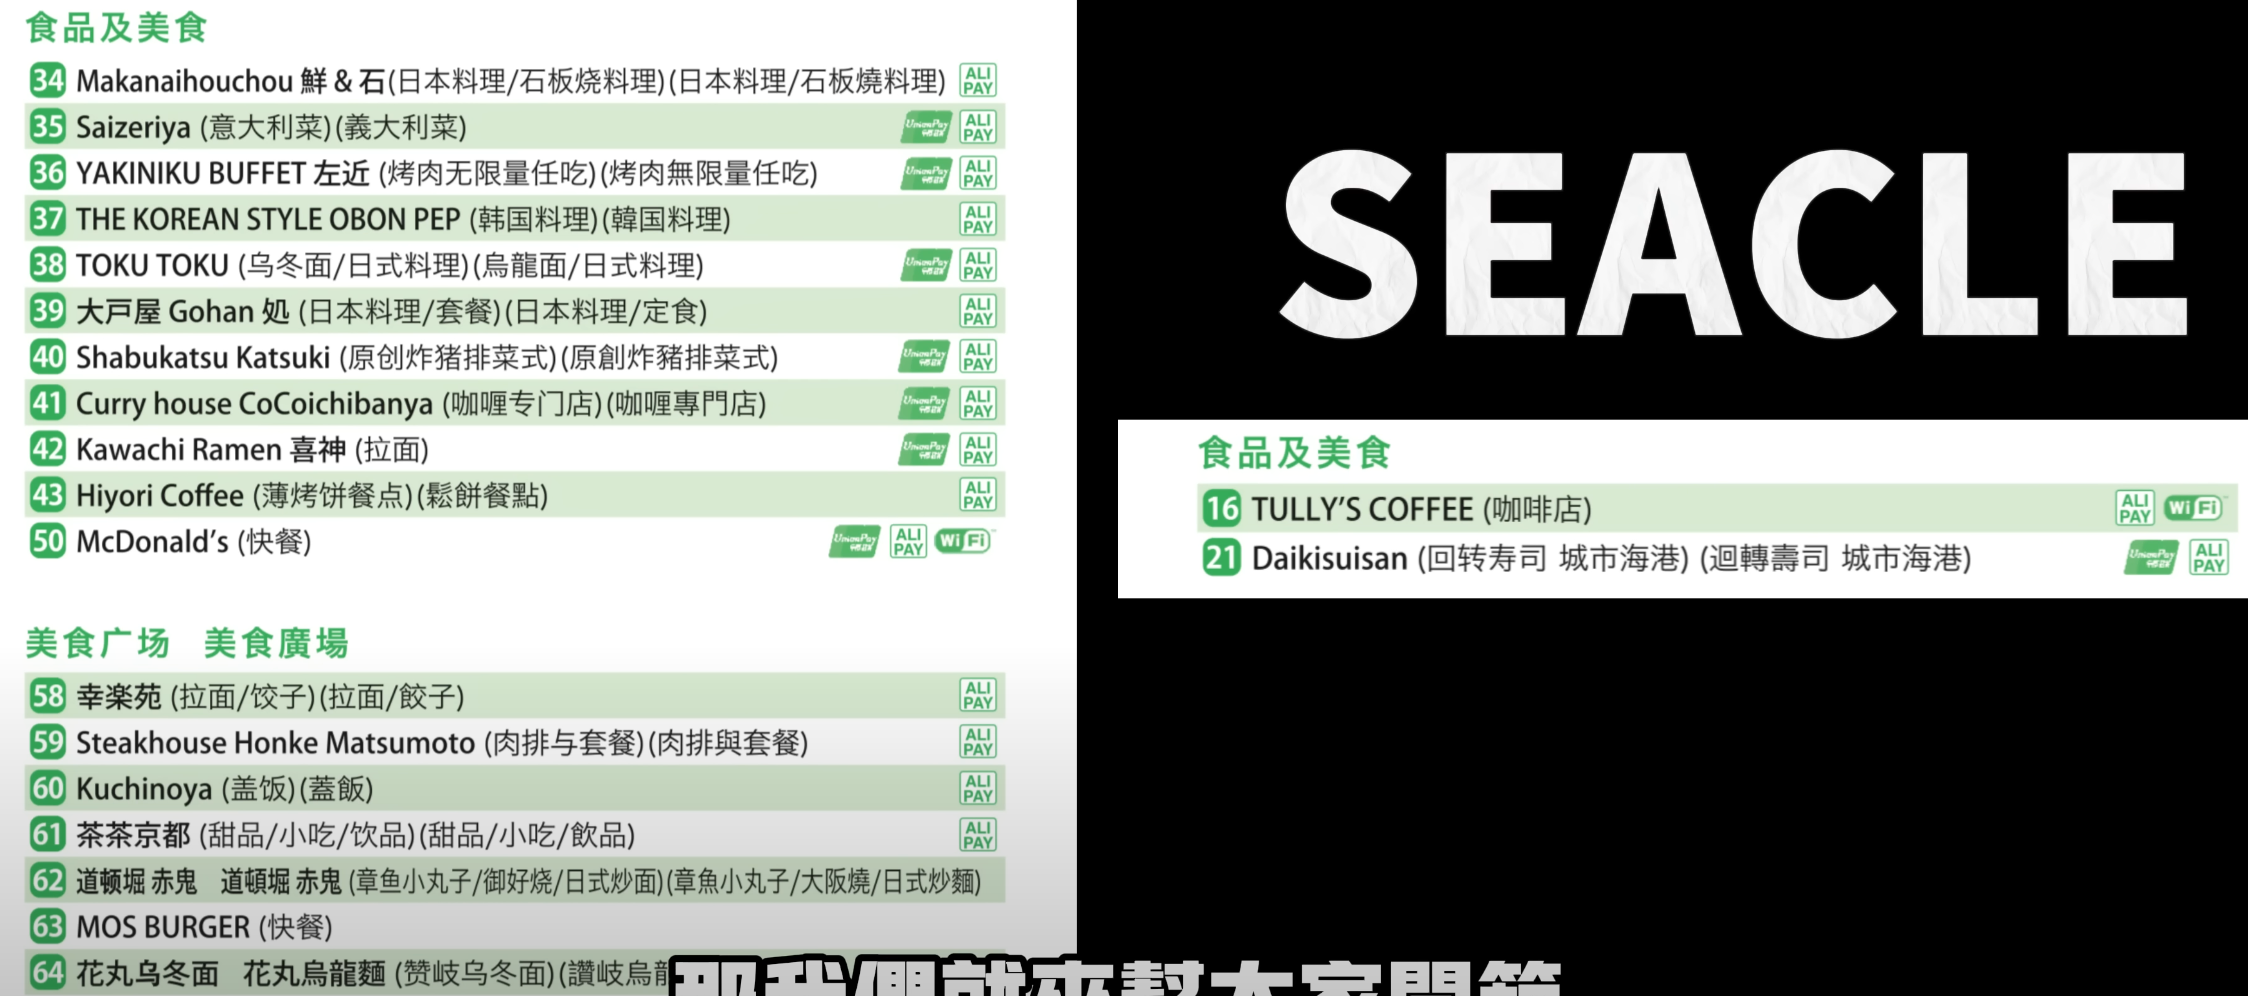 食品及美食
34 Makanaihouchou 鮮 & 石(日本料理/石板烧料理)(日本料理/石板燒料理) ALI PAY
35 Saizeriya (意大利菜)(義大利菜) UnionPay 银联 ALI PAY
36 YAKINIKU BUFFET 左近 (烤肉无限量任吃)(烤肉無限量任吃) UnionPay 银联 ALI PAY
37 THE KOREAN STYLE OBON PEP (韩国料理)(韓国料理) ALI PAY
38 TOKU TOKU (乌冬面/日式料理)(烏龍面/日式料理) UnionPay 银联 ALI PAY
39 大戸屋 Gohan 処 (日本料理/套餐)(日本料理/定食) ALI PAY
40 Shabukatsu Katsuki (原创炸猪排菜式)(原創炸豬排菜式) UnionPay 银联 ALI PAY
41 Curry house CoCoichibanya (咖喱专门店)(咖喱專門店) UnionPay 银联 ALI PAY
42 Kawachi Ramen 喜神 (拉面) UnionPay 银联 ALI PAY
43 Hiyori Coffee (薄烤饼餐点)(鬆餅餐點) ALI PAY
50 McDonald's (快餐) UnionPay 银联 ALI PAY Wi Fi
美食广场 美食廣場
58 幸楽苑 (拉面/饺子)(拉面/餃子) ALI PAY
59 Steakhouse Honke Matsumoto (肉排与套餐)(肉排與套餐) ALI PAY
60 Kuchinoya (盖饭)(蓋飯) ALI PAY
61 茶茶京都 (甜品/小吃/饮品)(甜品/小吃/飲品) ALI PAY
62 道顿堀 赤鬼 道頓堀 赤鬼 (章鱼小丸子/御好烧/日式炒面)(章魚小丸子/大阪燒/日式炒麵)
63 MOS BURGER (快餐)
64 花丸乌冬面 花丸烏龍麵 (赞岐乌冬面)(讚岐烏龍
SEACLE
食品及美食
16 TULLY'S COFFEE (咖啡店) ALI PAY Wi Fi
21 Daikisuisan (回转寿司 城市海港) (迴轉壽司 城市海港) UnionPay 银联 ALI PAY
那我們就來幫大家開箱